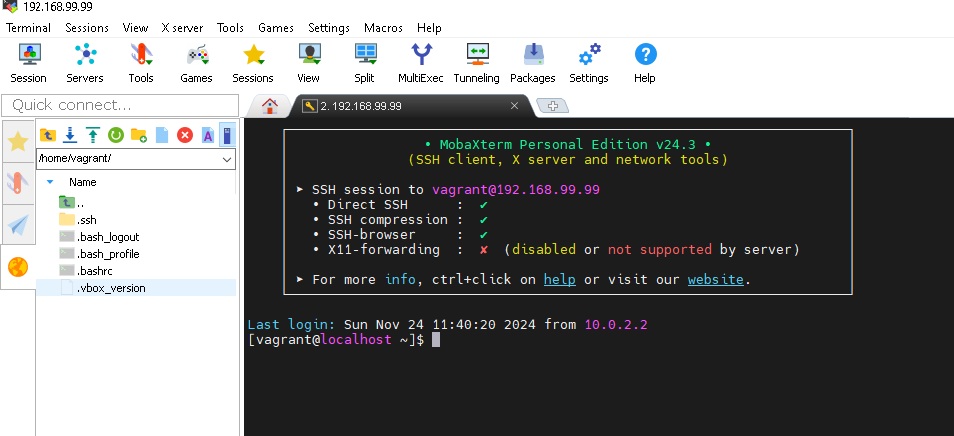 192.168.99.99
Terminal Sessions View X server Tools Games Settings Macros Help
Session Servers Tools Games Sessions View Split MultiExec Tunneling Packages Settings Help
Quick connect...
2. 192.168.99.99
/home/vagrant/
Name
..
.ssh
.bash_logout
.bash_profile
.bashrc
.vbox_version
• MobaXterm Personal Edition v24.3 •
(SSH client, X server and network tools)
➤ SSH session to vagrant@192.168.99.99
• Direct SSH : ✔
• SSH compression : ✔
• SSH-browser : ✔
• X11-forwarding : ✘ (disabled or not supported by server)
➤ For more info, ctrl+click on help or visit our website.
Last login: Sun Nov 24 11:40:20 2024 from 10.0.2.2
[vagrant@localhost ~]$